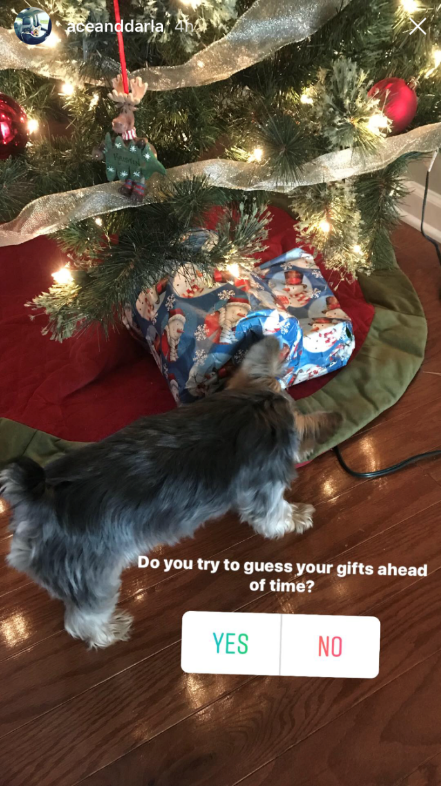 aceanddarla 4h
Do you try to guess your gifts ahead
of time?
YES NO